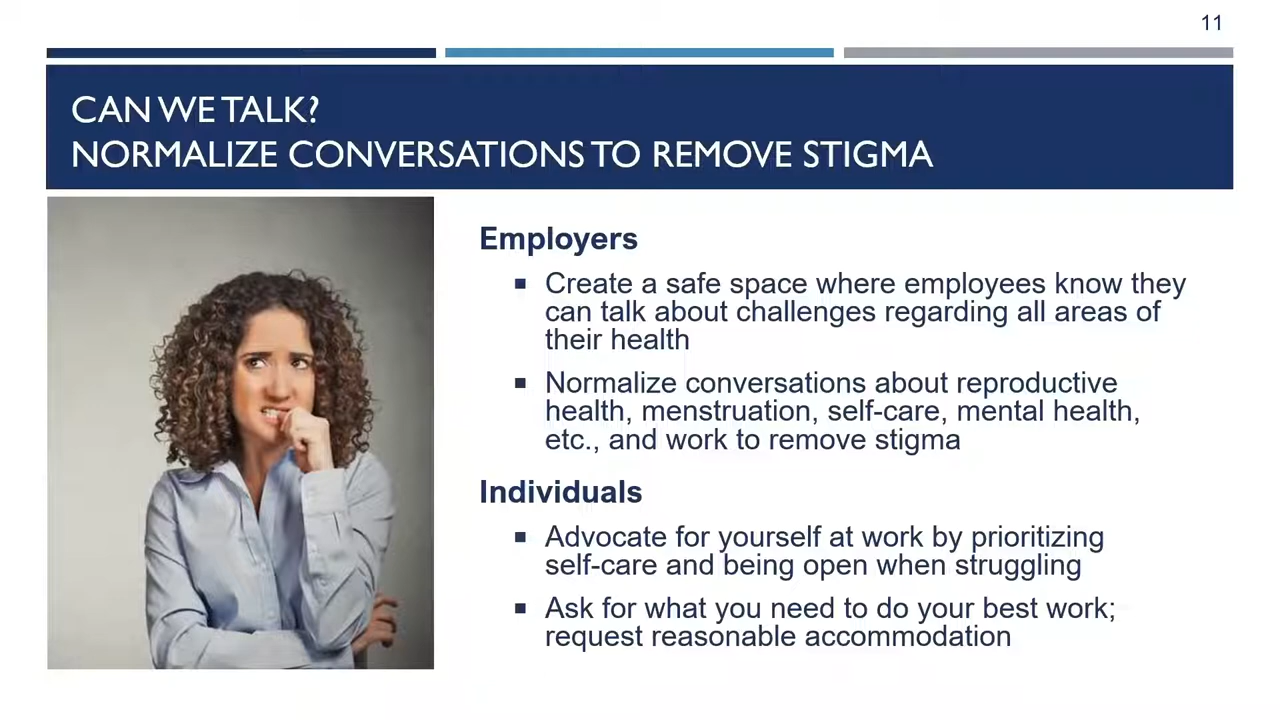 11
CAN WE TALK?
NORMALIZE CONVERSATIONS TO REMOVE STIGMA
Employers
▪ Create a safe space where employees know they
can talk about challenges regarding all areas of
their health
▪ Normalize conversations about reproductive
health, menstruation, self-care, mental health,
etc., and work to remove stigma
Individuals
▪ Advocate for yourself at work by prioritizing
self-care and being open when struggling
▪ Ask for what you need to do your best work;
request reasonable accommodation